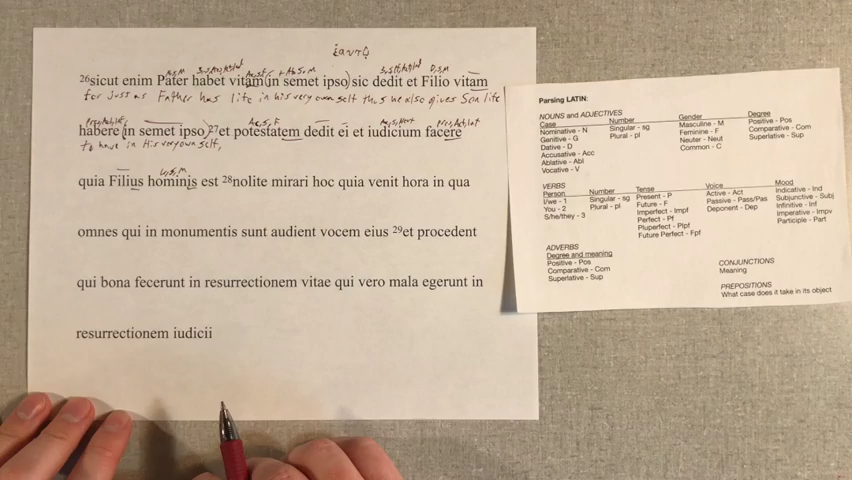 ἑαυτῷ
²⁶sicut enim Pater habet vitam (in semet ipso) sic dedit et Filio vitam
for Just as Father has life in his very own self thus he also gives Son life
habere (in semet ipso) ²⁷et potestatem dedit ei et iudicium facere
to have in His very own self,
quia Filius hominis est ²⁸nolite mirari hoc quia venit hora in qua
omnes qui in monumentis sunt audient vocem eius ²⁹et procedent
qui bona fecerunt in resurrectionem vitae qui vero mala egerunt in
resurrectionem iudicii
Parsing LATIN:
NOUNS and ADJECTIVES
Case Number Gender Degree
Nominative - N Singular - sg Masculine - M Positive - Pos
Genitive - G Plural - pl Feminine - F Comparative - Com
Dative - D Neuter - Neut Superlative - Sup
Accusative - Acc Common - C
Ablative - Abl
Vocative - V
VERBS
Person Number Tense Voice Mood
I/we - 1 Singular - sg Present - P Active - Act Indicative - Ind
You - 2 Plural - pl Future - F Passive - Pass/Pas Subjunctive - Subj
S/he/they - 3 Imperfect - Impf Deponent - Dep Infinitive - Inf
Perfect - Pf Imperative - Impv
Pluperfect - Plpf Participle - Part
Future Perfect - Fpf
ADVERBS
Degree and meaning
Positive - Pos
Comparative - Com
Superlative - Sup
CONJUNCTIONS
Meaning
PREPOSITIONS
What case does it take in its object